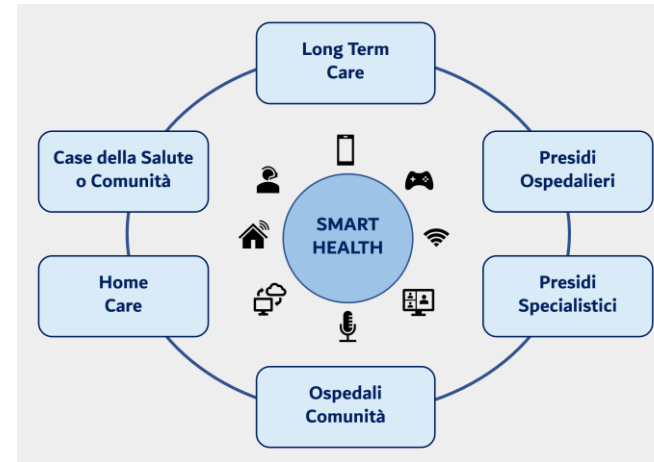 Long Term
Care
Case della Salute
o Comunità
Presidi
Ospedalieri
SMART
HEALTH
Home
Care
Presidi
Specialistici
Ospedali
Comunità